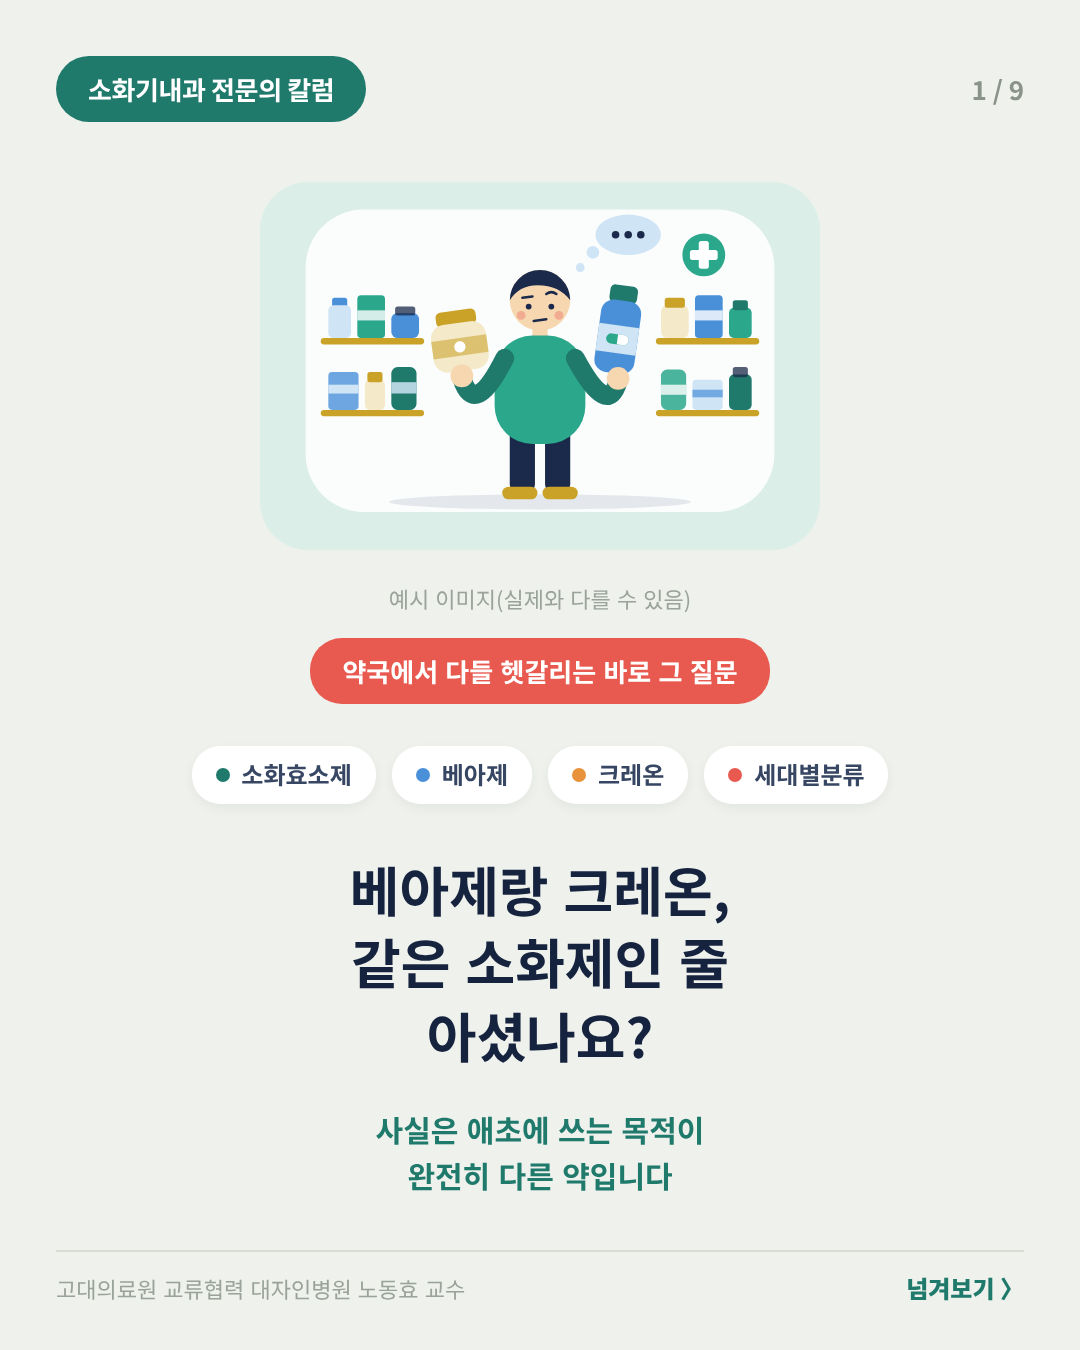 소화기내과 전문의 칼럼
1 / 9
예시 이미지(실제와 다를 수 있음)
약국에서 다들 헷갈리는 바로 그 질문
소화효소제
베아제
크레온
세대별분류
베아제랑 크레온,
같은 소화제인 줄
아셨나요?
사실은 애초에 쓰는 목적이
완전히 다른 약입니다
고대의료원 교류협력 대자인병원 노동효 교수
넘겨보기 〉